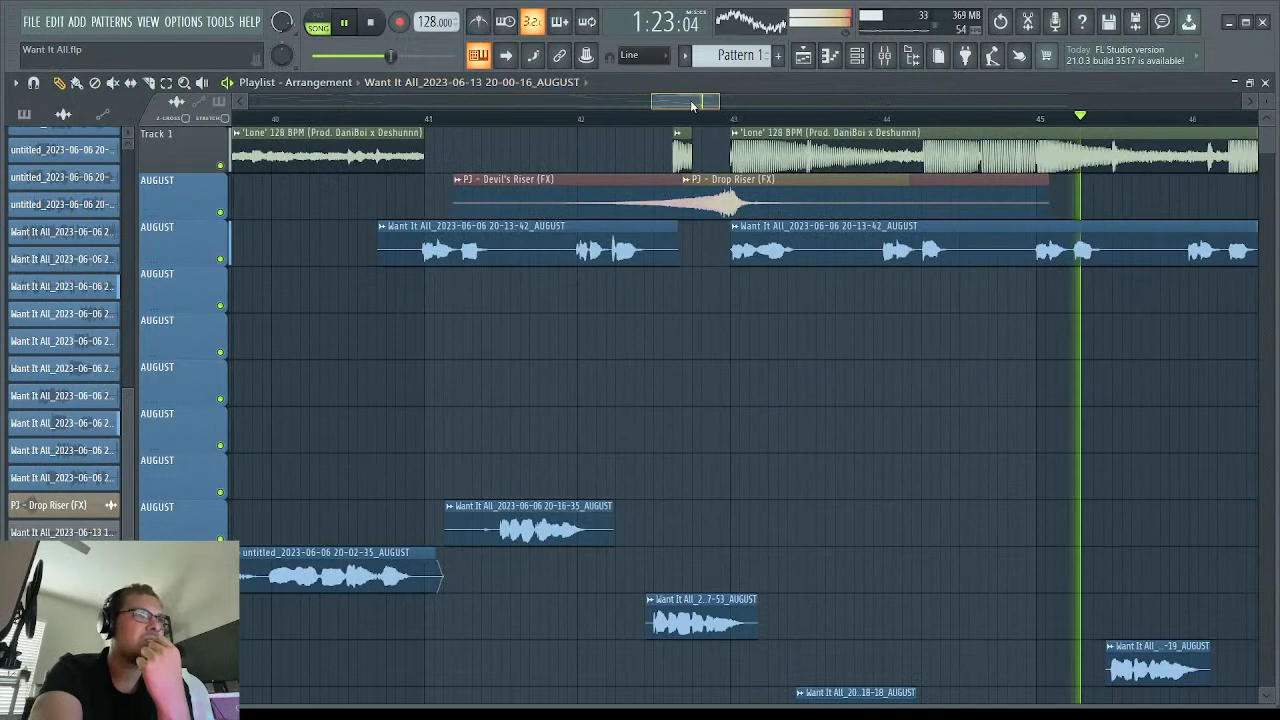 FILE EDIT ADD PATTERNS VIEW OPTIONS TOOLS HELP
Want It All.flp
PAT
SONG
128.000
3.2.
1:23:04
M:S:CS
33
369 MB
54
Line
Pattern 1
Today FL Studio version
21.0.3 build 3517 is available!
Playlist - Arrangement
Want It All_2023-06-13 20-00-16_AUGUST
Z-CROSS
STRETCH
40
41
42
43
44
45
46
untitled_2023-06-06 20-..
untitled_2023-06-06 20-..
untitled_2023-06-06 20-..
Want It All_2023-06-06 2..
Want It All_2023-06-06 2..
Want It All_2023-06-06 2..
Want It All_2023-06-06 2..
Want It All_2023-06-06 2..
Want It All_2023-06-06 2..
Want It All_2023-06-06 2..
Want It All_2023-06-06 2..
Want It All_2023-06-06 2..
Want It All_2023-06-06 2..
PJ - Drop Riser (FX)
Want It All_2023-06-13 1..
Track 1
AUGUST
AUGUST
AUGUST
AUGUST
AUGUST
AUGUST
AUGUST
AUGUST
'Lone' 128 BPM (Prod. DaniBoi x Deshunnn)
'Lone' 128 BPM (Prod. DaniBoi x Deshunnn)
PJ - Devil's Riser (FX)
PJ - Drop Riser (FX)
Want It All_2023-06-06 20-13-42_AUGUST
Want It All_2023-06-06 20-13-42_AUGUST
Want It All_2023-06-06 20-16-35_AUGUST
untitled_2023-06-06 20-02-35_AUGUST
Want It All_2..7-53_AUGUST
Want It All_..-19_AUGUST
Want It All_20..18-18_AUGUST